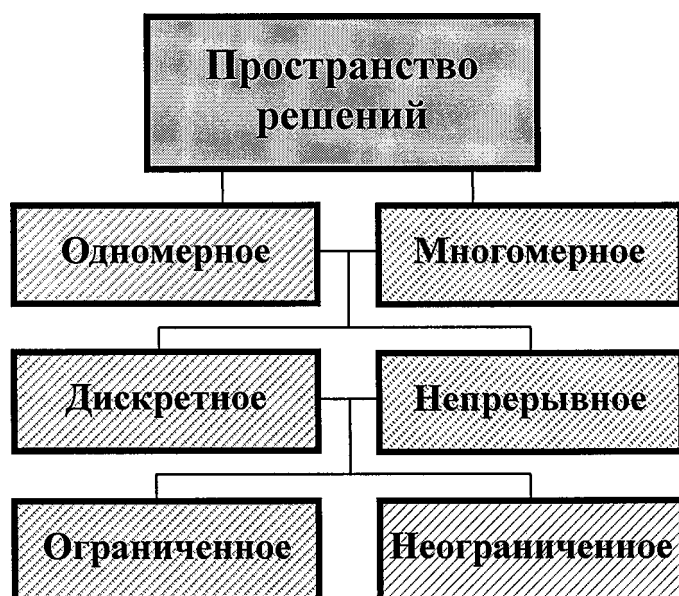 Пространство
решений
Одномерное
Многомерное
Дискретное
Непрерывное
Ограниченное
Неограниченное